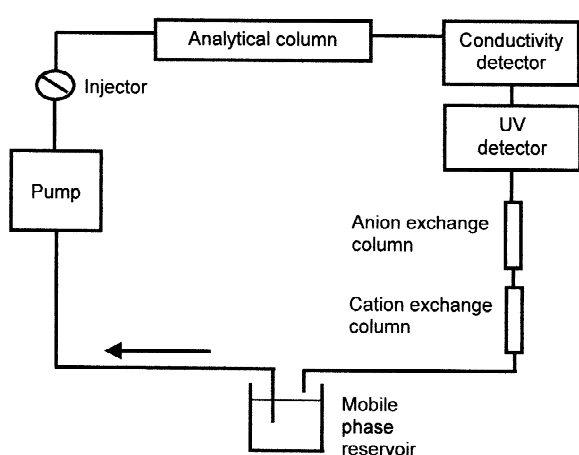 Analytical column
Conductivity
detector
Injector
UV
detector
Pump
Anion exchange
column
Cation exchange
column
Mobile
phase
reservoir